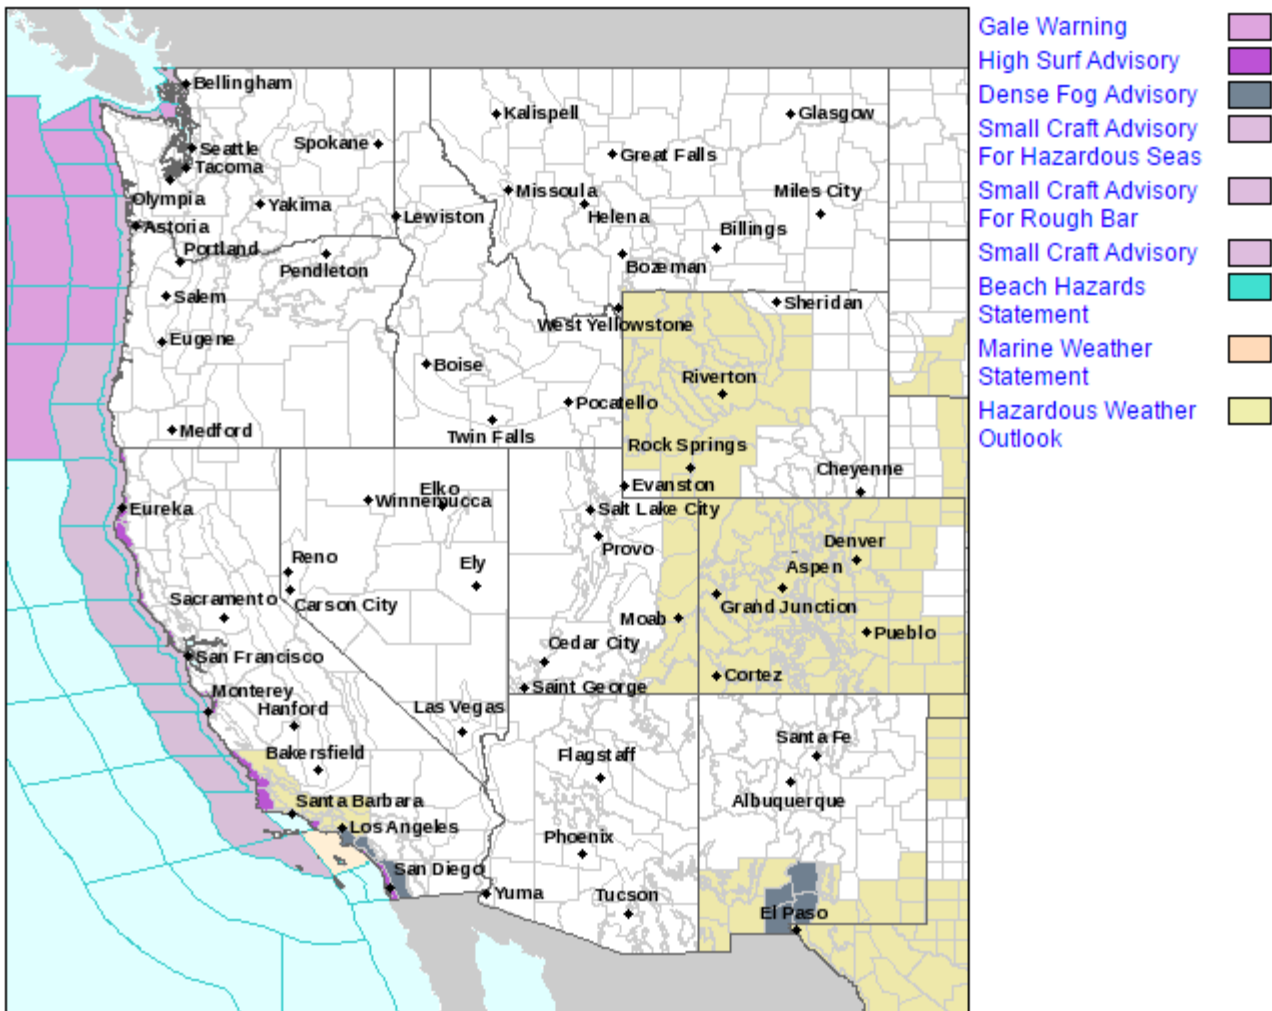 Bellingham
Seattle
Tacoma
Olympia
Spokane
Yakima
Astoria
Portland
Pendleton
Lewiston
Salem
Eugene
Medford
Kalispell
Glasgow
Great Falls
Missoula
Miles City
Helena
Billings
Bozeman
West Yellowstone
Sheridan
Boise
Riverton
Pocatello
Twin Falls
Rock Springs
Cheyenne
Evanston
Eureka
Elko
Winnemucca
Salt Lake City
Provo
Reno
Ely
Denver
Aspen
Sacramento
Carson City
Grand Junction
Moab
Pueblo
San Francisco
Cedar City
Cortez
Saint George
Monterey
Hanford
Las Vegas
Bakersfield
Flagstaff
Santa Fe
Albuquerque
Santa Barbara
Los Angeles
Phoenix
San Diego
Yuma
Tucson
El Paso
Gale Warning
High Surf Advisory
Dense Fog Advisory
Small Craft Advisory
For Hazardous Seas
Small Craft Advisory
For Rough Bar
Small Craft Advisory
Beach Hazards
Statement
Marine Weather
Statement
Hazardous Weather
Outlook